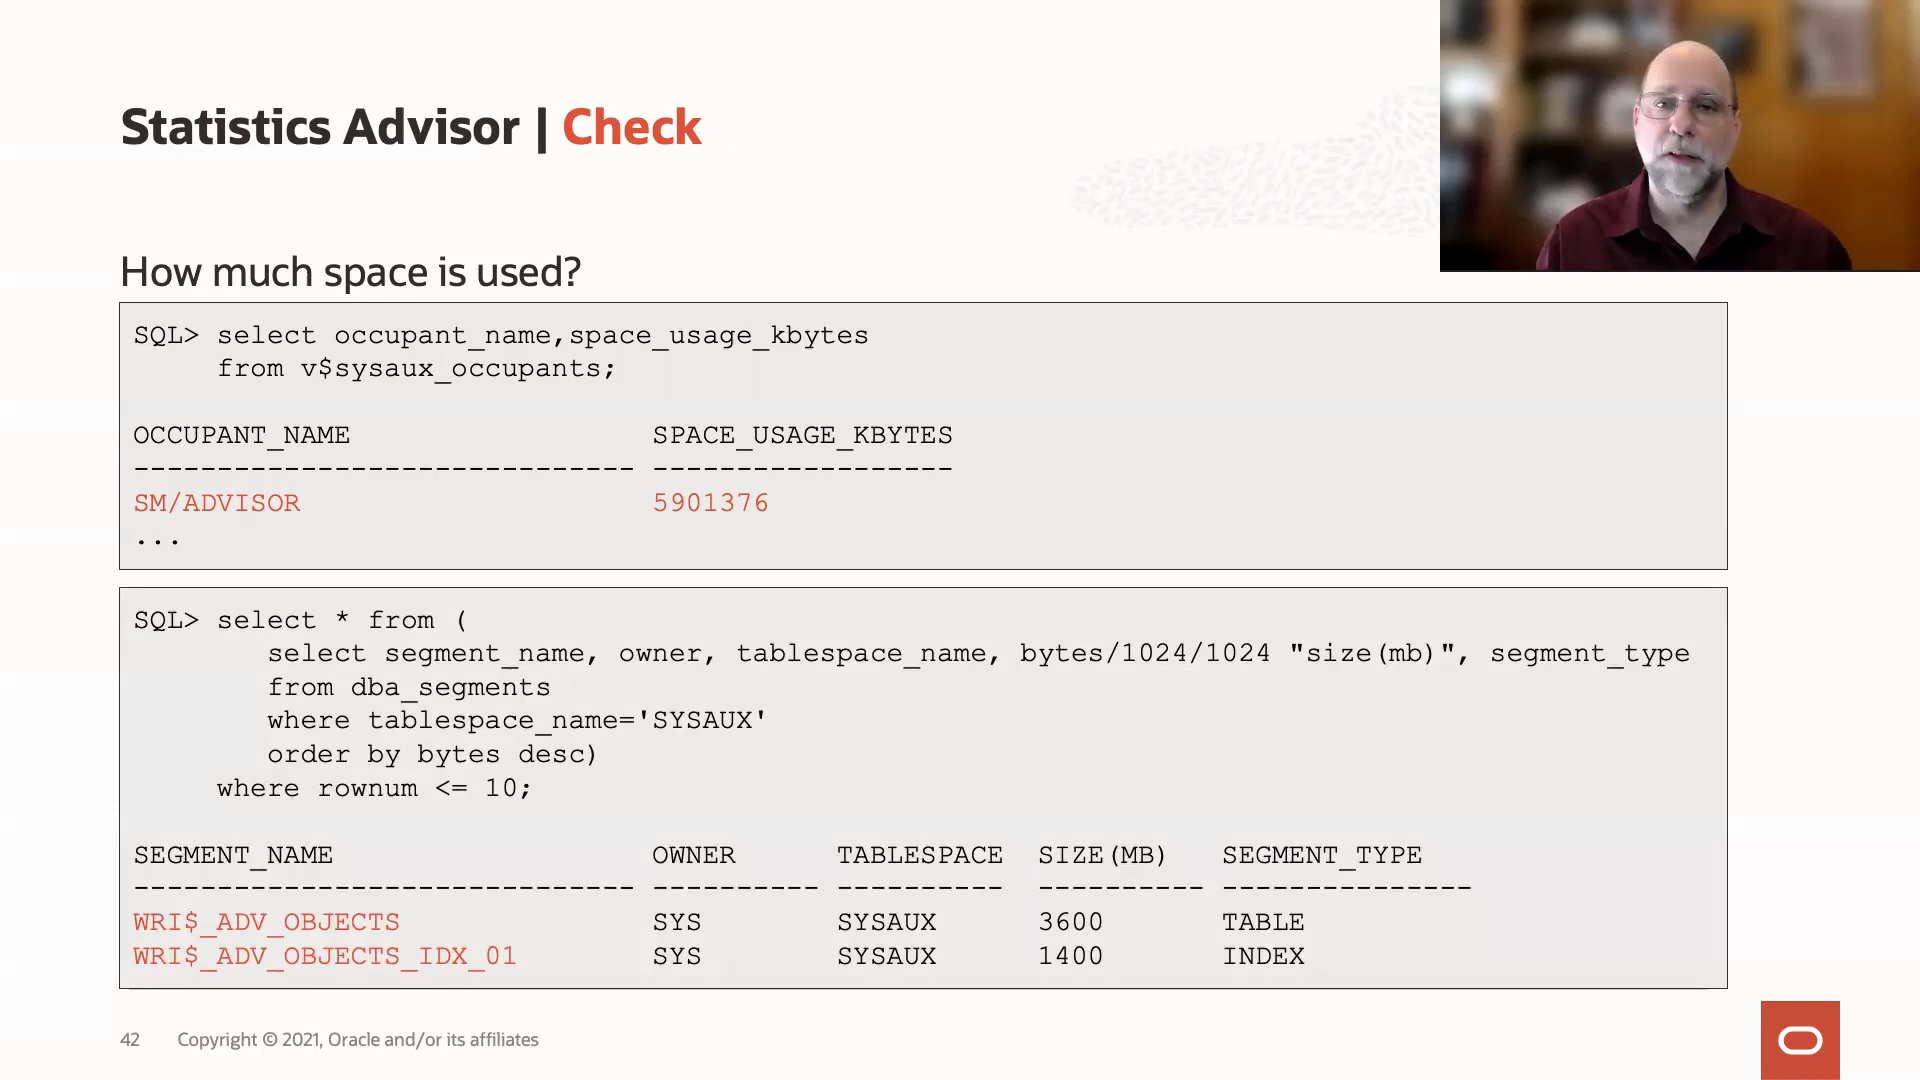 Statistics Advisor | Check
How much space is used?
SQL> select occupant_name,space_usage_kbytes
from v$sysaux_occupants;
OCCUPANT_NAME SPACE_USAGE_KBYTES
------------------------------ ------------------
SM/ADVISOR 5901376
...
SQL> select * from (
select segment_name, owner, tablespace_name, bytes/1024/1024 "size(mb)", segment_type
from dba_segments
where tablespace_name='SYSAUX'
order by bytes desc)
where rownum <= 10;
SEGMENT_NAME OWNER TABLESPACE SIZE(MB) SEGMENT_TYPE
------------------------------ ---------- ---------- ---------- ---------------
WRI$_ADV_OBJECTS SYS SYSAUX 3600 TABLE
WRI$_ADV_OBJECTS_IDX_01 SYS SYSAUX 1400 INDEX
42 Copyright © 2021, Oracle and/or its affiliates